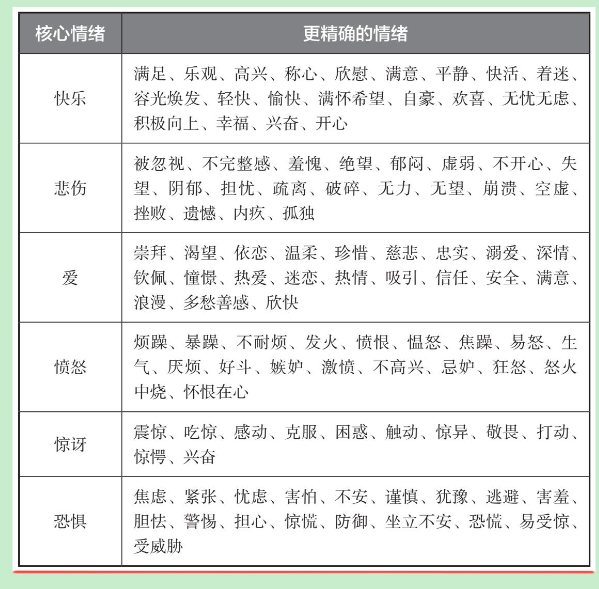 核心情绪 更精确的情绪
满足、乐观、高兴、称心、欣慰、满意、平静、快活、着迷、
快乐 容光焕发、轻快、愉快、满怀希望、自豪、欢喜、无忧无虑、
积极向上、幸福、兴奋、开心
被忽视、不完整感、羞愧、绝望、郁闷、虚弱、不开心、失
悲伤 望、阴郁、担忧、疏离、破碎、无力、无望、崩溃、空虚、
挫败、遗憾、内疚、孤独
崇拜、渴望、依恋、温柔、珍惜、慈悲、忠实、溺爱、深情、
爱 钦佩、憧憬、热爱、迷恋、热情、吸引、信任、安全、满意、
浪漫、多愁善感、欣快
烦躁、暴躁、不耐烦、发火、愤恨、愠怒、焦躁、易怒、生
愤怒 气、厌烦、好斗、嫉妒、激愤、不高兴、忌妒、狂怒、怒火
中烧、怀恨在心
惊讶 震惊、吃惊、感动、克服、困惑、触动、惊异、敬畏、打动、
惊愕、兴奋
焦虑、紧张、忧虑、害怕、不安、谨慎、犹豫、逃避、害羞、
恐惧 胆怯、警惕、担心、惊慌、防御、坐立不安、恐慌、易受惊、
受威胁